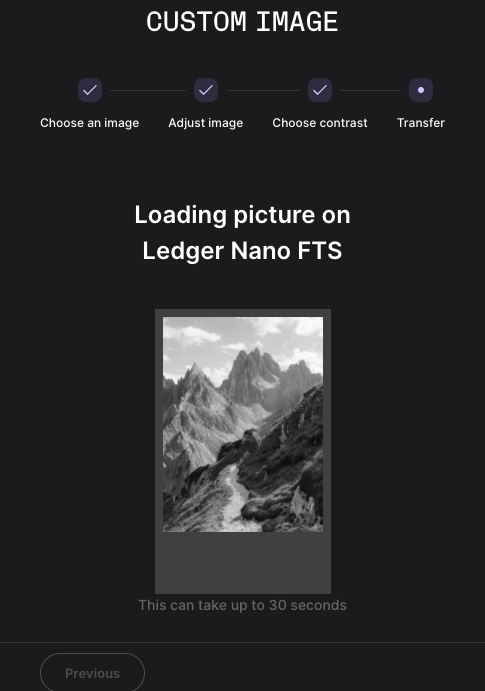 CUSTOM IMAGE
Choose an image
Adjust image
Choose contrast
Transfer
Loading picture on
Ledger Nano FTS
This can take up to 30 seconds
Previous